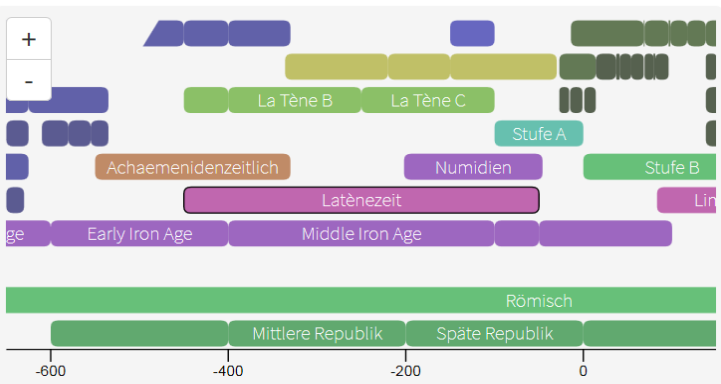 +
-
La Tène B
La Tène C
Stufe A
Achaemenidenzeitlich
Numidien
Stufe B
Latènezeit
Lin
ge
Early Iron Age
Middle Iron Age
Römisch
Mittlere Republik
Späte Republik
-600
-400
-200
0